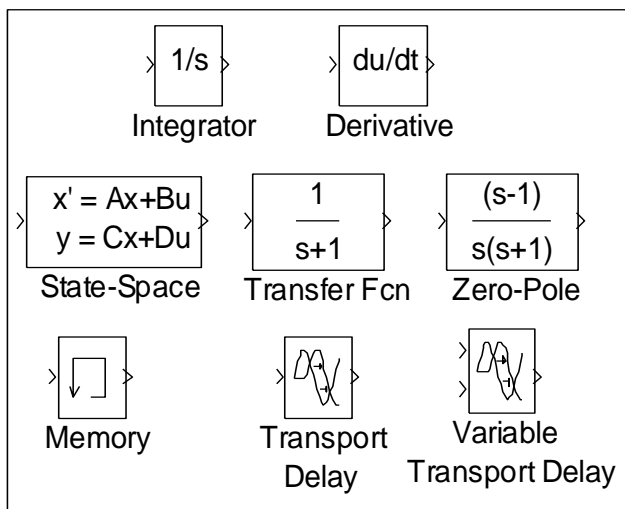 1/s
du/dt
Integrator
Derivative
x' = Ax+Bu
y = Cx+Du
1
s+1
(s-1)
s(s+1)
State-Space
Transfer Fcn
Zero-Pole
Memory
Transport
Delay
Variable
Transport Delay